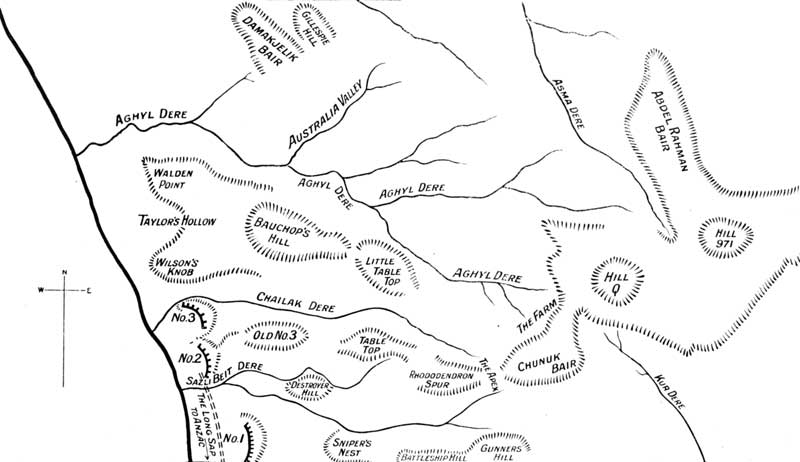 DAMAKJELIK
BAIR
GILLESPIE
HILL
AGHYL DERE
AUSTRALIA VALLEY
ASMA DERE
ABDEL RAHMAN
BAIR
WALDEN
POINT
AGHYL
DERE
AGHYL DERE
TAYLOR'S HOLLOW
BAUCHOP'S
HILL
HILL
971
WILSON'S
KNOB
LITTLE
TABLE
TOP
AGHYL DERE
HILL
Q
N
W
E
CHAILAK DERE
No. 3
OLD No 3
TABLE
TOP
THE FARM
No. 2
SAZLI BEIT DERE
DESTROYER
HILL
RHODODENDRON
SPUR
THE APEX
CHUNUK
BAIR
KUR DERE
THE LONG SAP
TO ANZAC
No. 1
SNIPER'S
NEST
BATTLESHIP HILL
GUNNERS
HILL